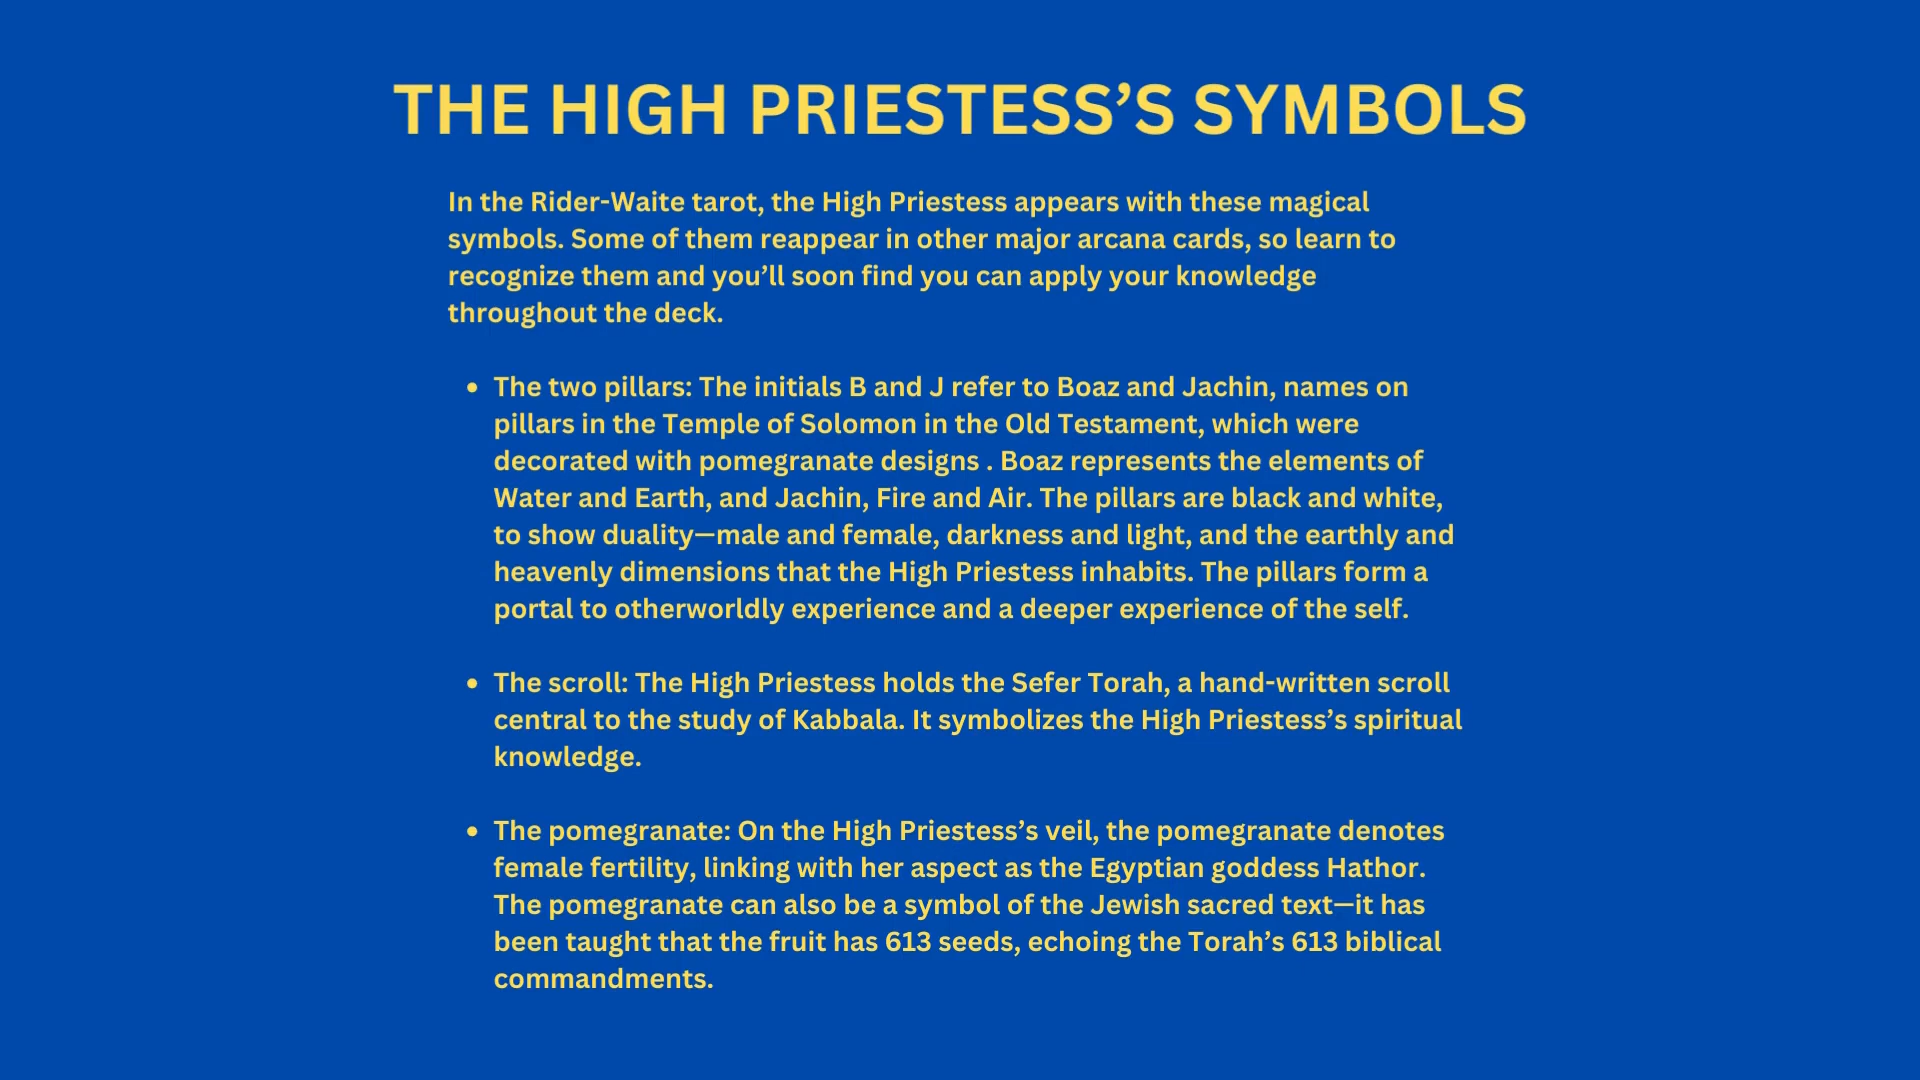 THE HIGH PRIESTESS’S SYMBOLS
In the Rider-Waite tarot, the High Priestess appears with these magical
symbols. Some of them reappear in other major arcana cards, so learn to
recognize them and you’ll soon find you can apply your knowledge
throughout the deck.
• The two pillars: The initials B and J refer to Boaz and Jachin, names on
pillars in the Temple of Solomon in the Old Testament, which were
decorated with pomegranate designs . Boaz represents the elements of
Water and Earth, and Jachin, Fire and Air. The pillars are black and white,
to show duality—male and female, darkness and light, and the earthly and
heavenly dimensions that the High Priestess inhabits. The pillars form a
portal to otherworldly experience and a deeper experience of the self.
• The scroll: The High Priestess holds the Sefer Torah, a hand-written scroll
central to the study of Kabbala. It symbolizes the High Priestess’s spiritual
knowledge.
• The pomegranate: On the High Priestess’s veil, the pomegranate denotes
female fertility, linking with her aspect as the Egyptian goddess Hathor.
The pomegranate can also be a symbol of the Jewish sacred text—it has
been taught that the fruit has 613 seeds, echoing the Torah’s 613 biblical
commandments.